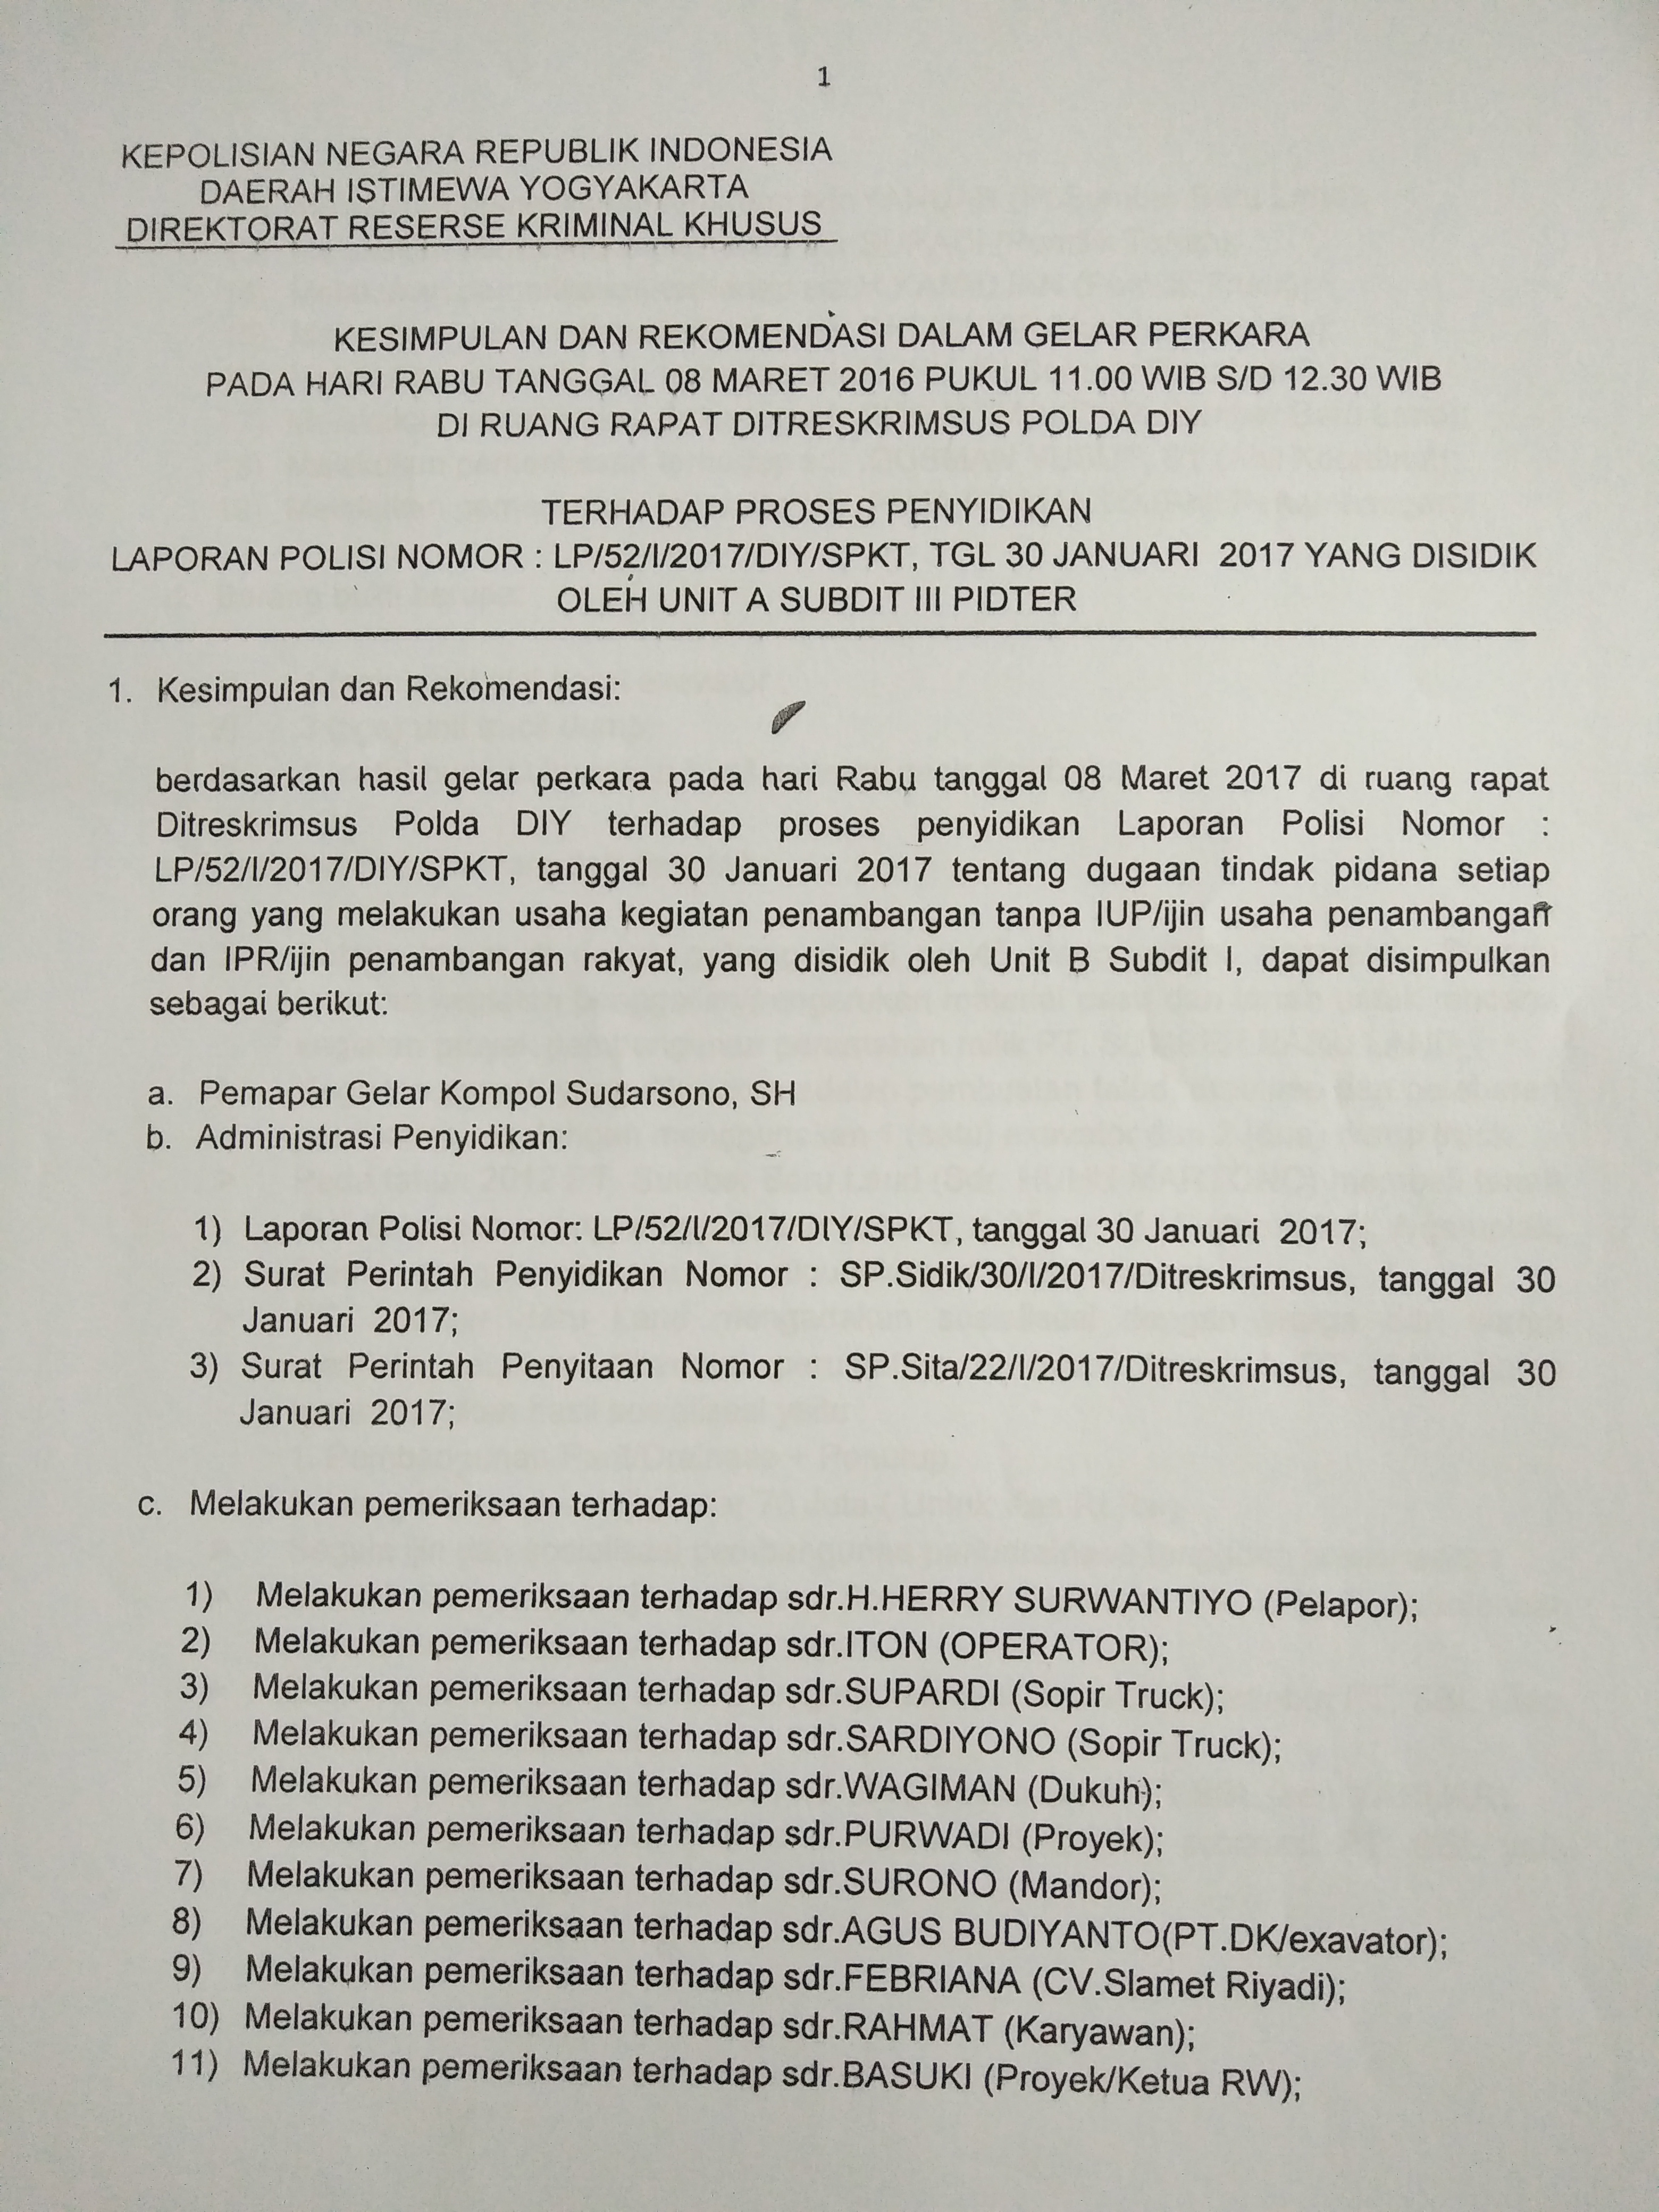 1
KEPOLISIAN NEGARA REPUBLIK INDONESIA
DAERAH ISTIMEWA YOGYAKARTA
DIREKTORAT RESERSE KRIMINAL KHUSUS
KESIMPULAN DAN REKOMENDASI DALAM GELAR PERKARA
PADA HARI RABU TANGGAL 08 MARET 2016 PUKUL 11.00 WIB S/D 12.30 WIB
DI RUANG RAPAT DITRESKRIMSUS POLDA DIY
TERHADAP PROSES PENYIDIKAN
LAPORAN POLISI NOMOR : LP/52/I/2017/DIY/SPKT, TGL 30 JANUARI 2017 YANG DISIDIK
OLEH UNIT A SUBDIT III PIDTER
1. Kesimpulan dan Rekomendasi:
berdasarkan hasil gelar perkara pada hari Rabu tanggal 08 Maret 2017 di ruang rapat
Ditreskrimsus Polda DIY terhadap proses penyidikan Laporan Polisi Nomor :
LP/52/I/2017/DIY/SPKT, tanggal 30 Januari 2017 tentang dugaan tindak pidana setiap
orang yang melakukan usaha kegiatan penambangan tanpa IUP/ijin usaha penambangan
dan IPR/ijin penambangan rakyat, yang disidik oleh Unit B Subdit I, dapat disimpulkan
sebagai berikut:
a. Pemapar Gelar Kompol Sudarsono, SH
b. Administrasi Penyidikan:
1) Laporan Polisi Nomor: LP/52/I/2017/DIY/SPKT, tanggal 30 Januari 2017;
2) Surat Perintah Penyidikan Nomor : SP.Sidik/30/I/2017/Ditreskrimsus, tanggal 30
Januari 2017;
3) Surat Perintah Penyitaan Nomor : SP.Sita/22/I/2017/Ditreskrimsus, tanggal 30
Januari 2017;
c. Melakukan pemeriksaan terhadap:
1) Melakukan pemeriksaan terhadap sdr.H.HERRY SURWANTIYO (Pelapor);
2) Melakukan pemeriksaan terhadap sdr.ITON (OPERATOR);
3) Melakukan pemeriksaan terhadap sdr.SUPARDI (Sopir Truck);
4) Melakukan pemeriksaan terhadap sdr.SARDIYONO (Sopir Truck);
5) Melakukan pemeriksaan terhadap sdr.WAGIMAN (Dukuh);
6) Melakukan pemeriksaan terhadap sdr.PURWADI (Proyek);
7) Melakukan pemeriksaan terhadap sdr.SURONO (Mandor);
8) Melakukan pemeriksaan terhadap sdr.AGUS BUDIYANTO(PT.DK/exavator);
9) Melakukan pemeriksaan terhadap sdr.FEBRIANA (CV.Slamet Riyadi);
10) Melakukan pemeriksaan terhadap sdr.RAHMAT (Karyawan);
11) Melakukan pemeriksaan terhadap sdr.BASUKI (Proyek/Ketua RW);